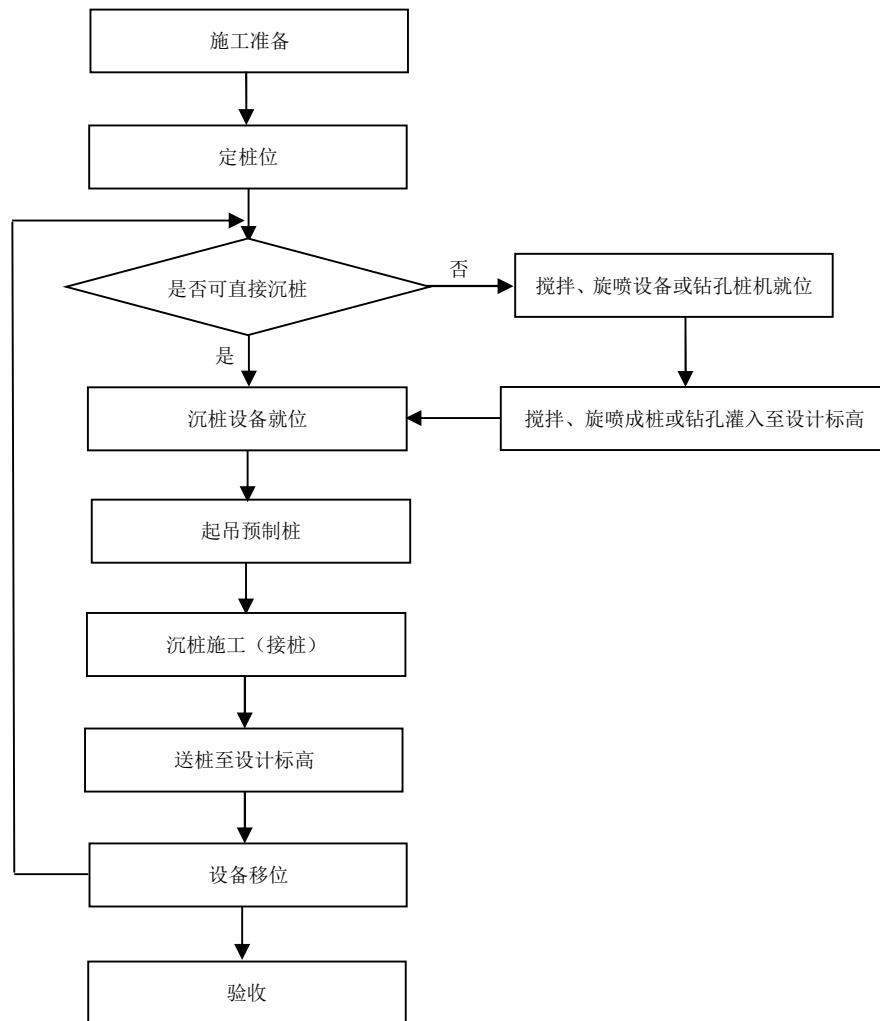 施工准备
定桩位
是否可直接沉桩
否
搅拌、旋喷设备或钻孔桩机就位
是
沉桩设备就位
搅拌、旋喷成桩或钻孔灌入至设计标高
起吊预制桩
沉桩施工（接桩）
送桩至设计标高
设备移位
验收